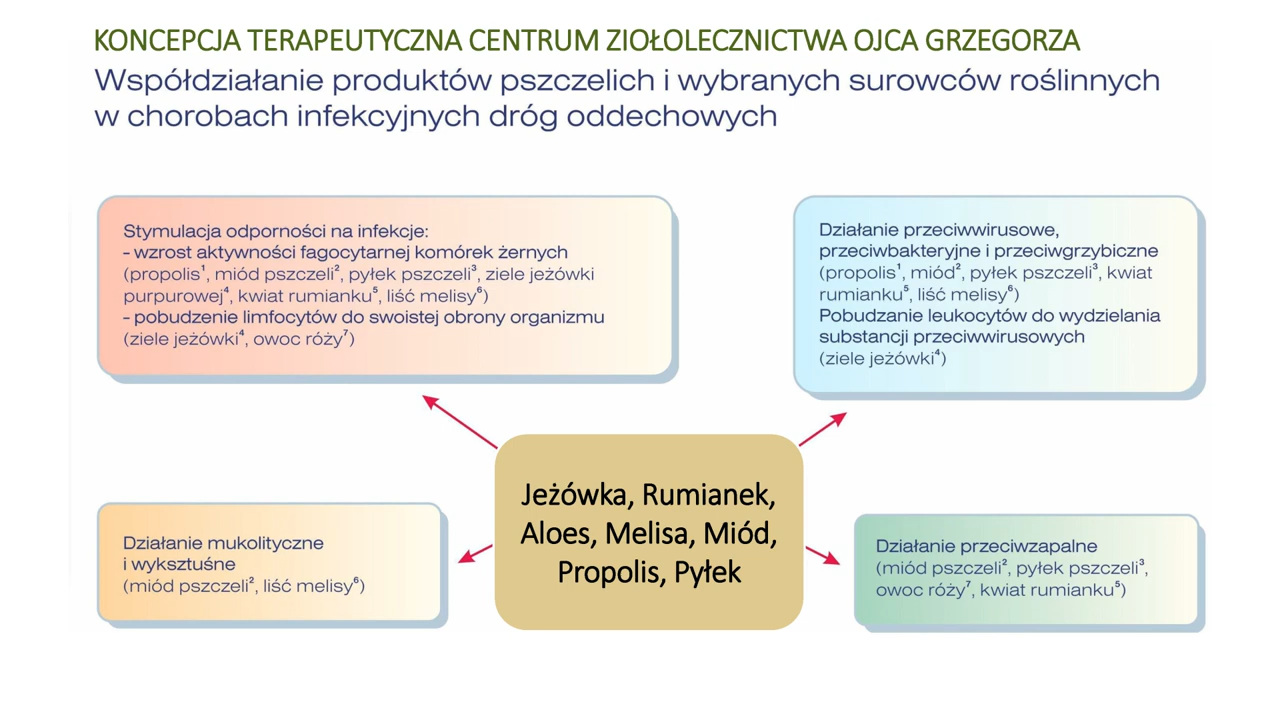 KONCEPCJA TERAPEUTYCZNA CENTRUM ZIOŁOLECZNICTWA OJCA GRZEGORZA
Współdziałanie produktów pszczelich i wybranych surowców roślinnych
w chorobach infekcyjnych dróg oddechowych
Stymulacja odporności na infekcje:
- wzrost aktywności fagocytarnej komórek żernych
(propolis¹, miód pszczeli², pyłek pszczeli³, ziele jeżówki
purpurowej⁴, kwiat rumianku⁵, liść melisy⁶)
- pobudzenie limfocytów do swoistej obrony organizmu
(ziele jeżówki⁴, owoc róży⁷)
Działanie przeciwwirusowe,
przeciwbakteryjne i przeciwgrzybiczne
(propolis¹, miód², pyłek pszczeli³, kwiat
rumianku⁵, liść melisy⁶)
Pobudzanie leukocytów do wydzielania
substancji przeciwwirusowych
(ziele jeżówki⁴)
Jeżówka, Rumianek,
Aloes, Melisa, Miód,
Propolis, Pyłek
Działanie mukolityczne
i wyksztuśne
(miód pszczeli², liść melisy⁶)
Działanie przeciwzapalne
(miód pszczeli², pyłek pszczeli³,
owoc róży⁷, kwiat rumianku⁵)